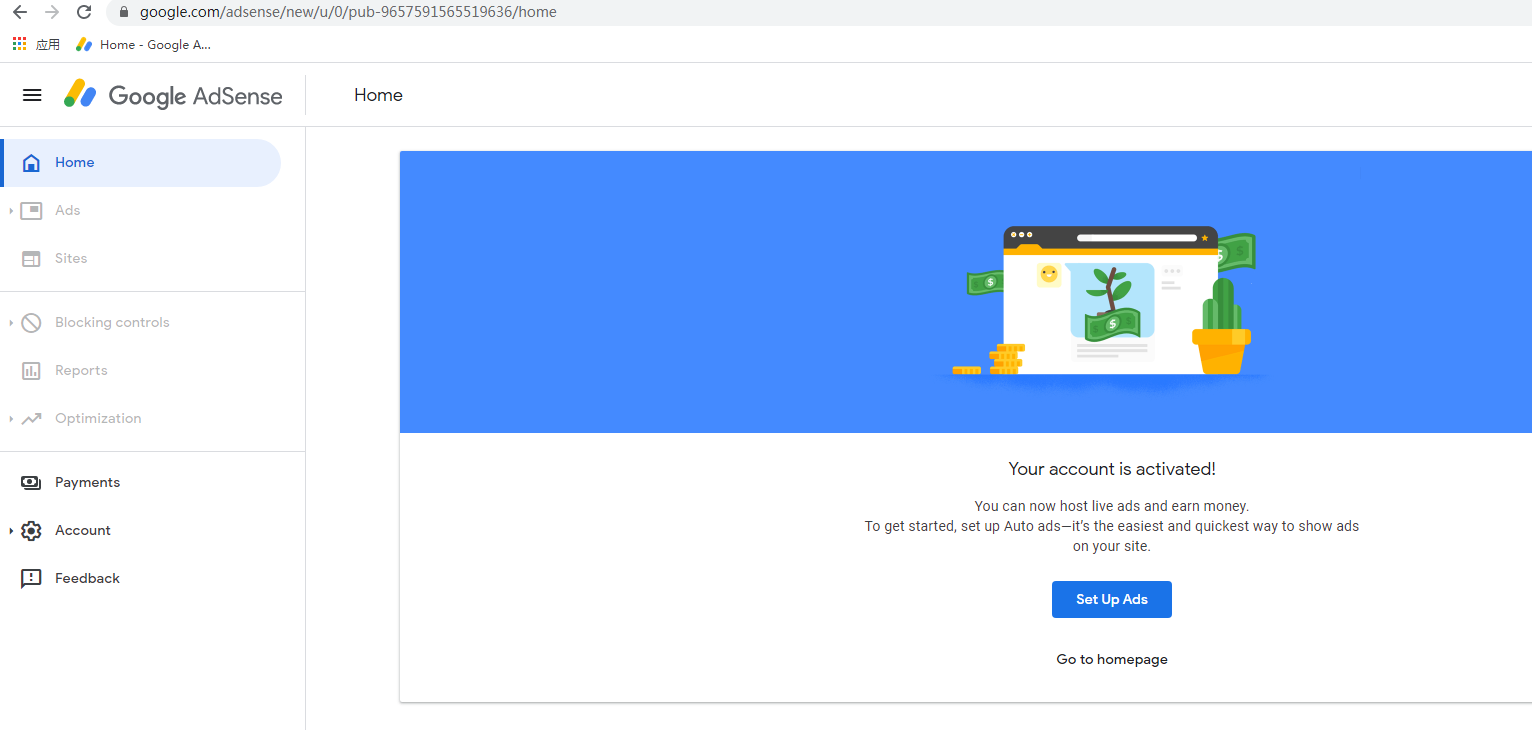 google.com/adsense/new/u/0/pub-9657591565519636/home
应用 Home - Google A...
Google AdSense
Home
Home
Ads
Sites
Blocking controls
Reports
Optimization
Payments
Account
Feedback
Your account is activated!
You can now host live ads and earn money.
To get started, set up Auto ads—it's the easiest and quickest way to show ads
on your site.
Set Up Ads
Go to homepage